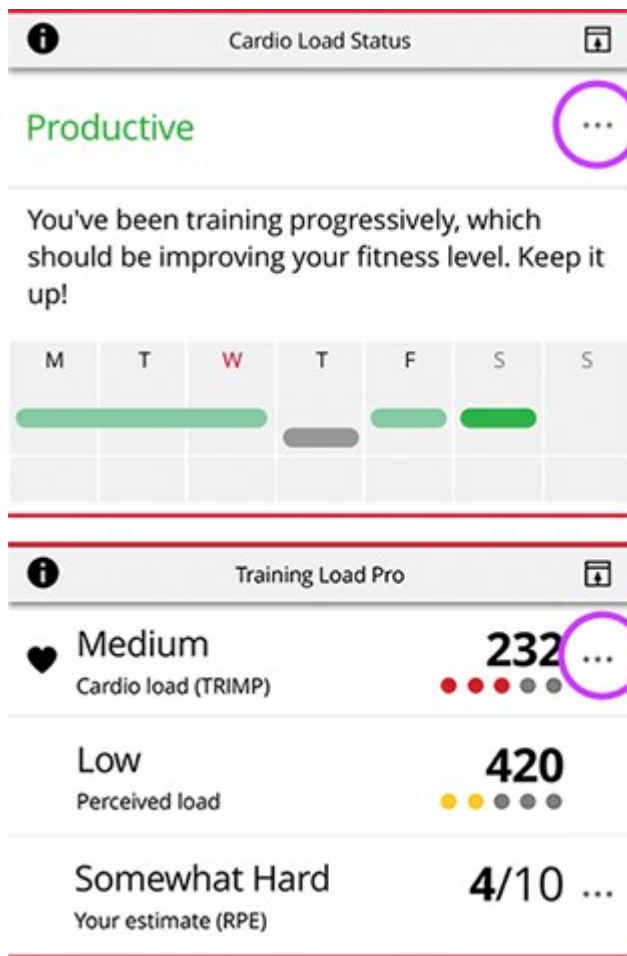 Cardio Load Status
Productive
...
You've been training progressively, which
should be improving your fitness level. Keep it
up!
M T W T F S S
Training Load Pro
Medium 232 ...
Cardio load (TRIMP)
Low 420
Perceived load
Somewhat Hard 4/10 ...
Your estimate (RPE)